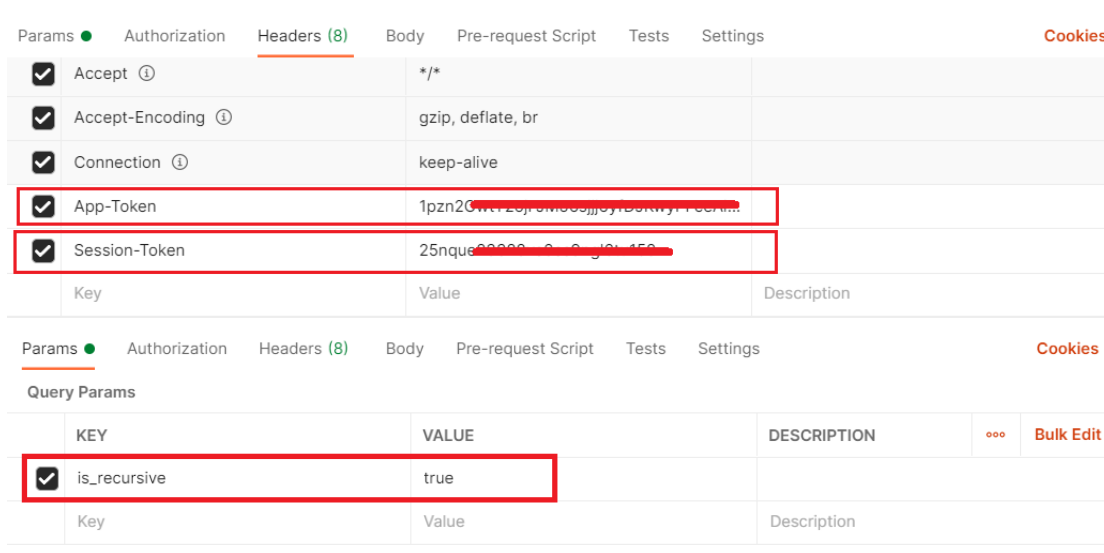 Params Authorization Headers (8) Body Pre-request Script Tests Settings Cookies
Accept */*
Accept-Encoding gzip, deflate, br
Connection keep-alive
App-Token
Session-Token
Key Value Description
Params Authorization Headers (8) Body Pre-request Script Tests Settings Cookies
Query Params
KEY VALUE DESCRIPTION Bulk Edit
is_recursive true
Key Value Description